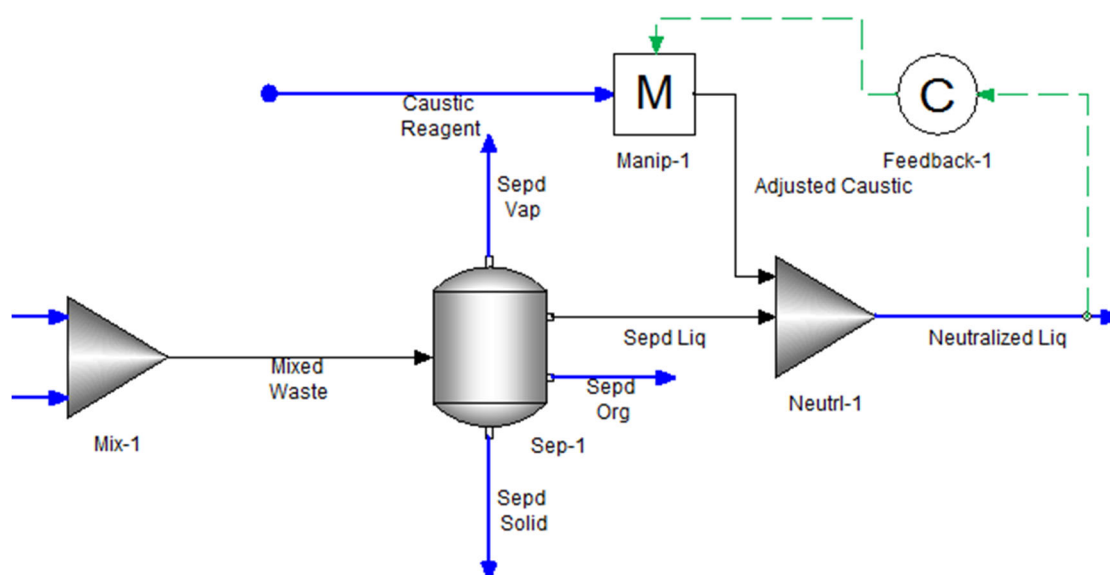 Caustic
Reagent
M
Manip-1
C
Feedback-1
Sepd
Vap
Adjusted Caustic
Mixed
Waste
Mix-1
Sepd Liq
Sepd
Org
Sep-1
Sepd
Solid
Neutralized Liq
Neutrl-1